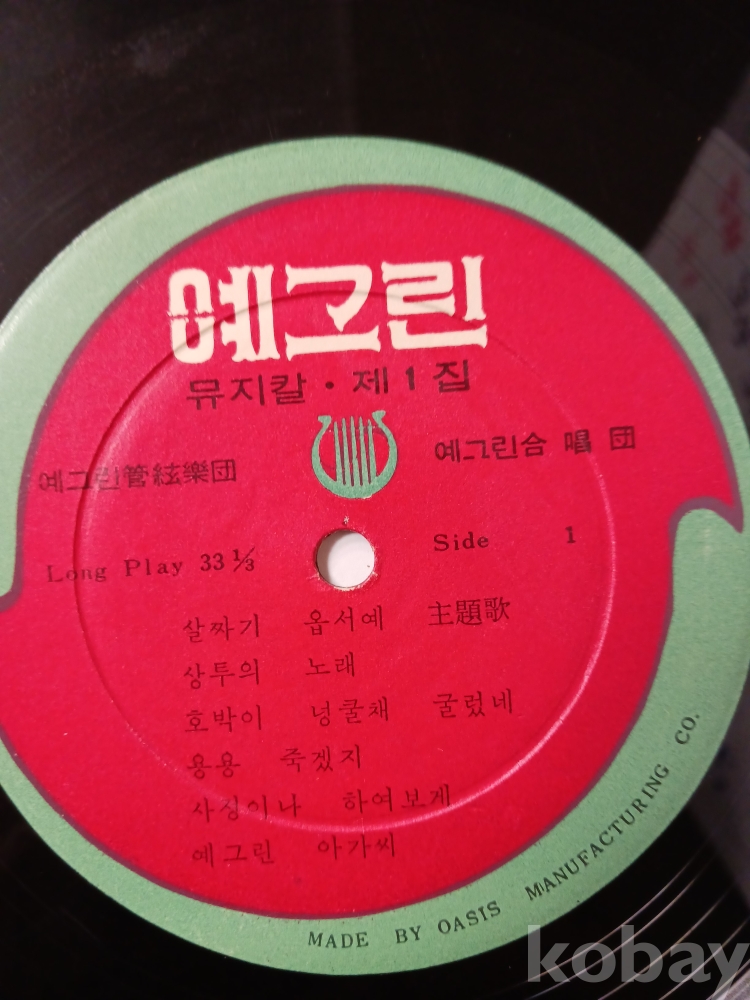 예그린
뮤지칼 · 제 1 집
예그린管絃樂団
예그린合 唱 団
Long Play 33 ⅓
Side 1
살짜기 옵서예 主題歌
상투의 노래
호박이 넝쿨채 굴렀네
용용 죽겠지
사싱이나 하여보게
예그린 아가씨
MADE BY OASIS MANUFACTURING CO.
kobay